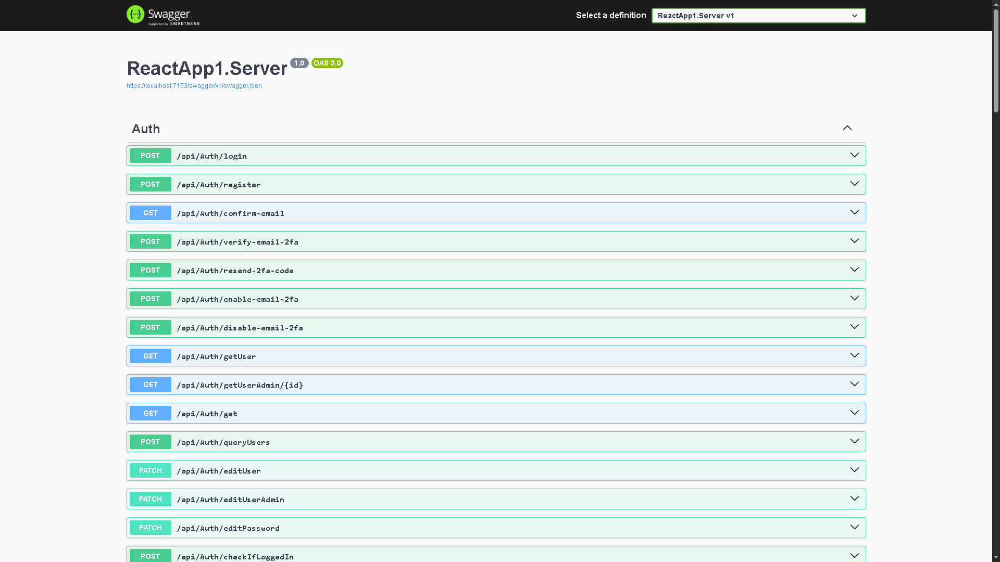 Swagger.
Supported by SMARTBEAR
Select a definition
ReactApp1.Server v1
ReactApp1.Server 1.0 OAS 3.0
https://localhost:7153/swagger/v1/swagger.json
Auth
POST /api/Auth/login
POST /api/Auth/register
GET /api/Auth/confirm-email
POST /api/Auth/verify-email-2fa
POST /api/Auth/resend-2fa-code
POST /api/Auth/enable-email-2fa
POST /api/Auth/disable-email-2fa
GET /api/Auth/getUser
GET /api/Auth/getUserAdmin/{id}
GET /api/Auth/get
POST /api/Auth/queryUsers
PATCH /api/Auth/editUser
PATCH /api/Auth/editUserAdmin
PATCH /api/Auth/editPassword
POST /api/Auth/checkIfLoggedIn